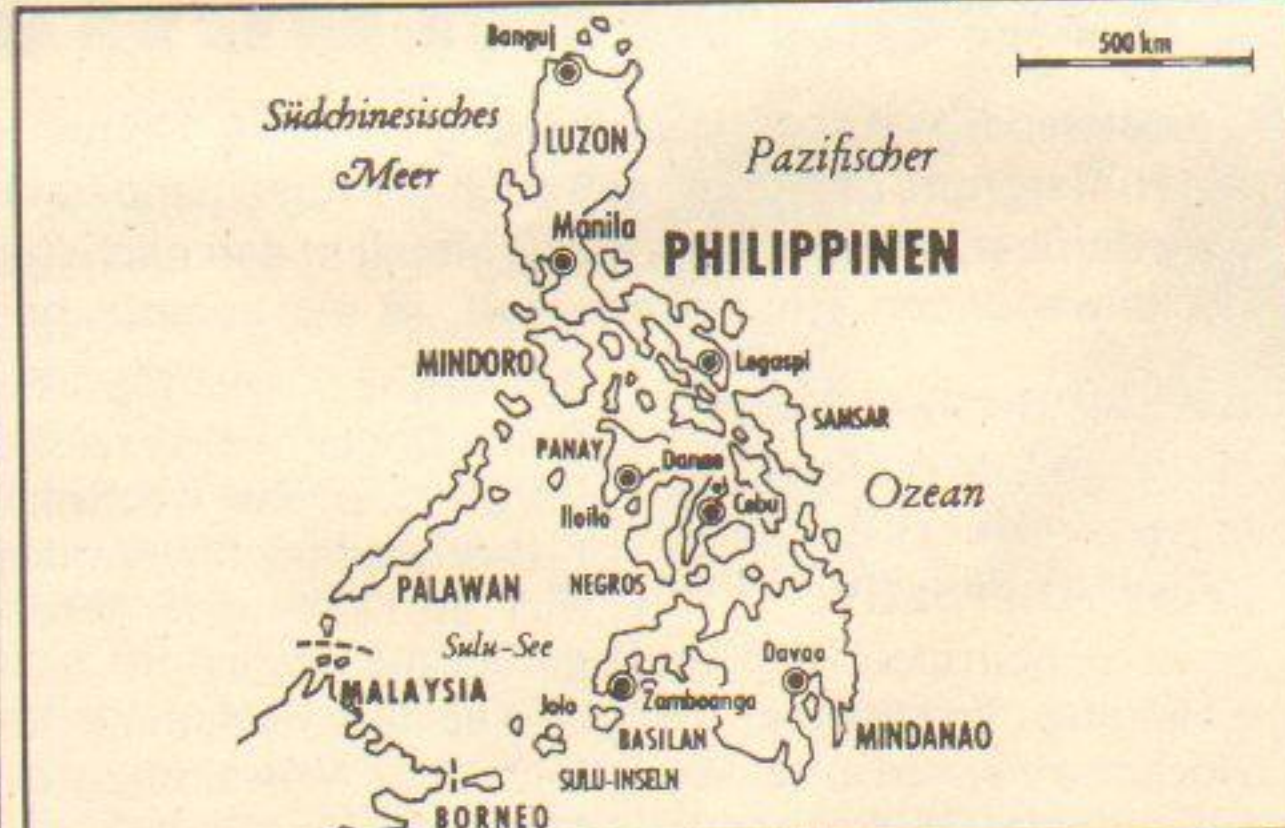 Bangui
500 km
Südchinesisches
Meer
LUZON
Pazifischer
Manila
PHILIPPINEN
MINDORO
Legaspi
SAMSAR
PANAY
Danao
Ozean
Iloilo
Cebu
PALAWAN
NEGROS
Sulu-See
Davao
MALAYSIA
Jolo
Zamboanga
BASILAN
MINDANAO
SULU-INSELN
BORNEO